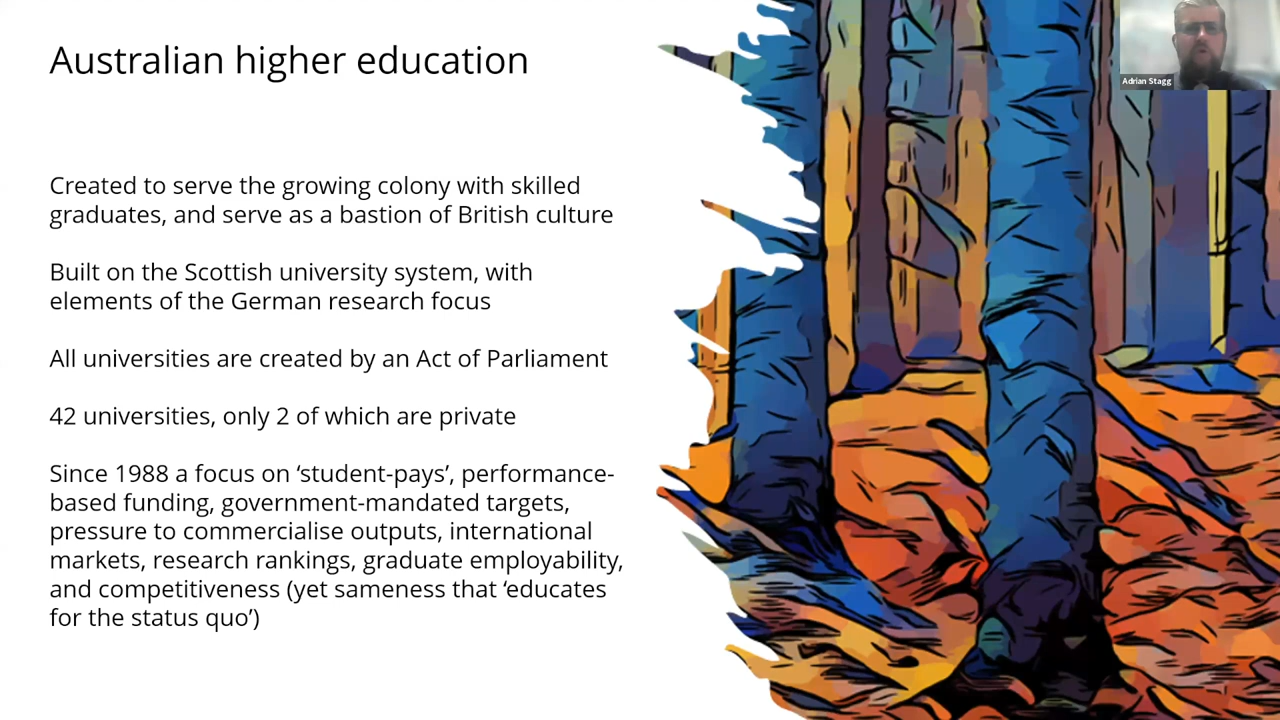 Australian higher education
Adrian Stagg
Created to serve the growing colony with skilled
graduates, and serve as a bastion of British culture
Built on the Scottish university system, with
elements of the German research focus
All universities are created by an Act of Parliament
42 universities, only 2 of which are private
Since 1988 a focus on ‘student-pays’, performance-
based funding, government-mandated targets,
pressure to commercialise outputs, international
markets, research rankings, graduate employability,
and competitiveness (yet sameness that ‘educates
for the status quo’)